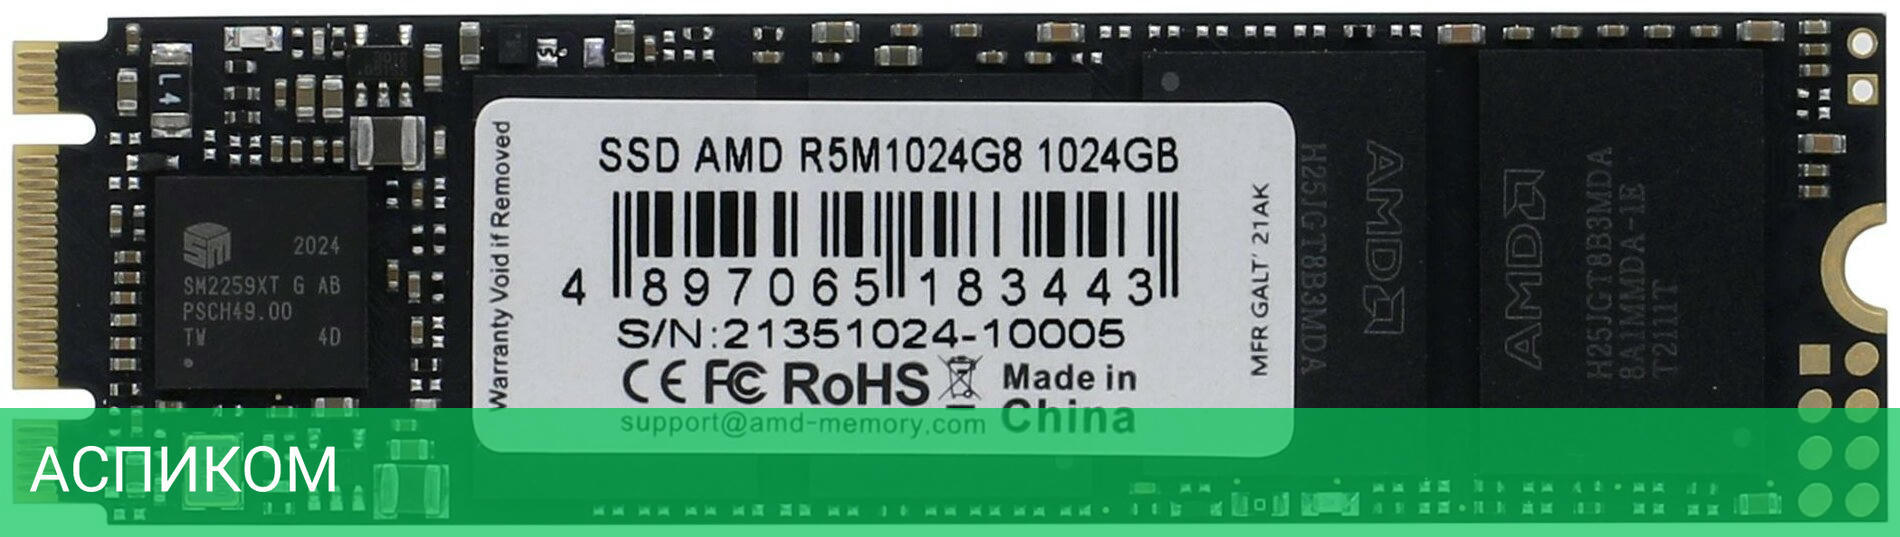 SSD AMD R5M1024G8 1024GB
4 897065 183443
S/N:21351024-10005
CE FC RoHS Made in
China
support@amd-memory.com
Warranty Void if Removed
MFR GALT' 21AK
L4
SM
2024
SM2259XT G AB
PSCH49.00
TW 4D
AMD
H25JGT8B3MDA
AMD
H25JGT8B3MDA
8A1MMDA-1E
T2111T
АСПИКОМ